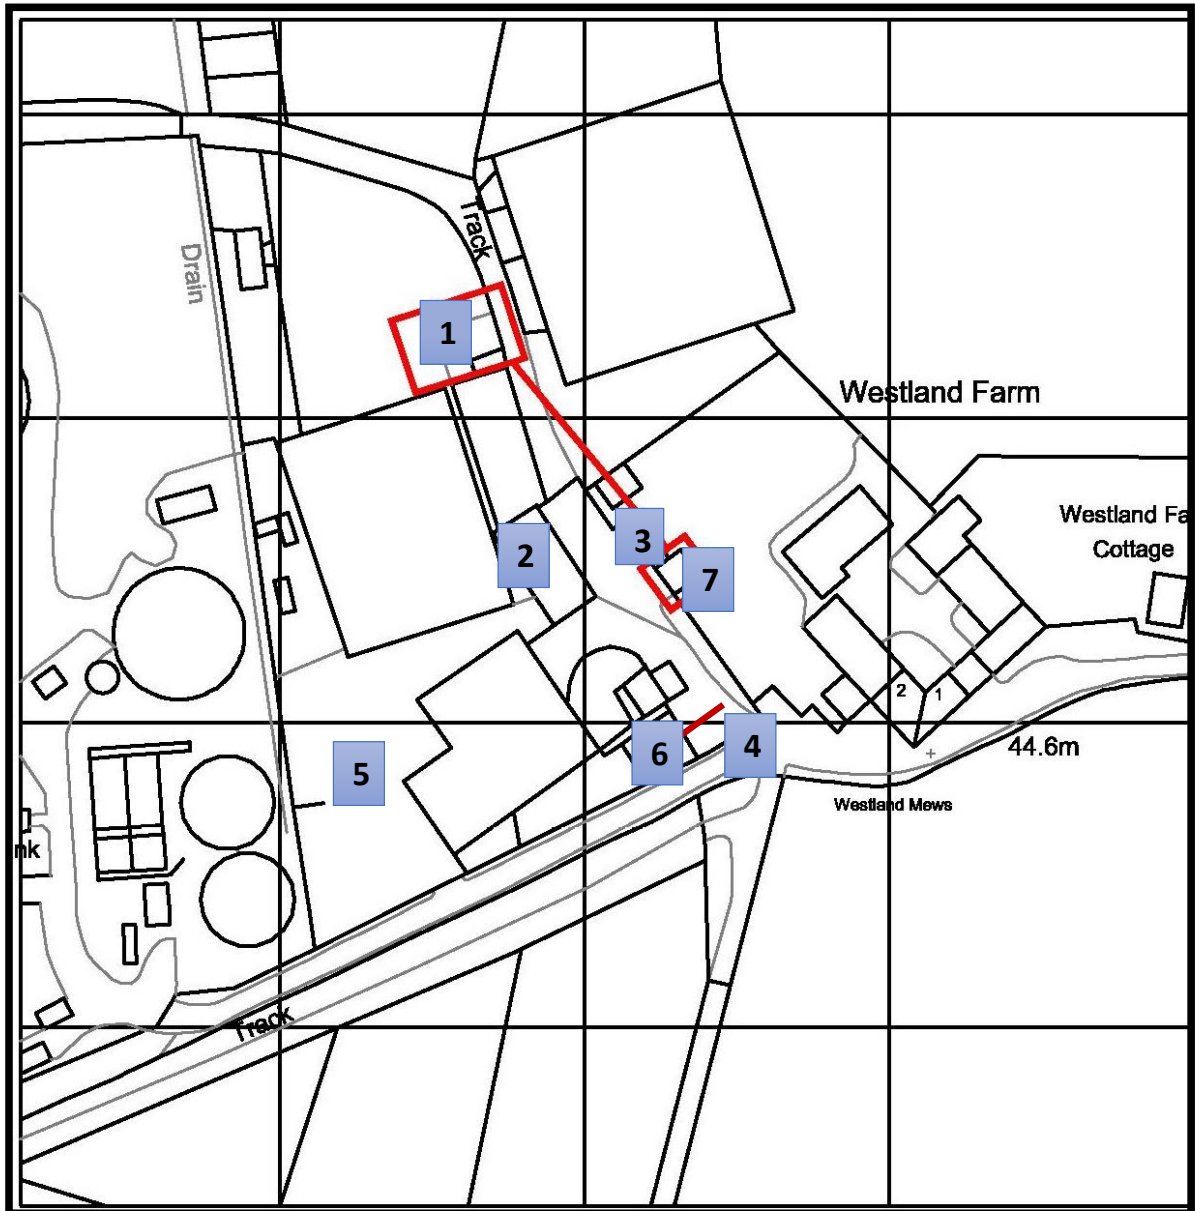 Track
Drain
1
Westland Farm
Westland Fa
Cottage
2
3
7
2
1
6
4
44.6m
5
Westland Mews
nk
Track